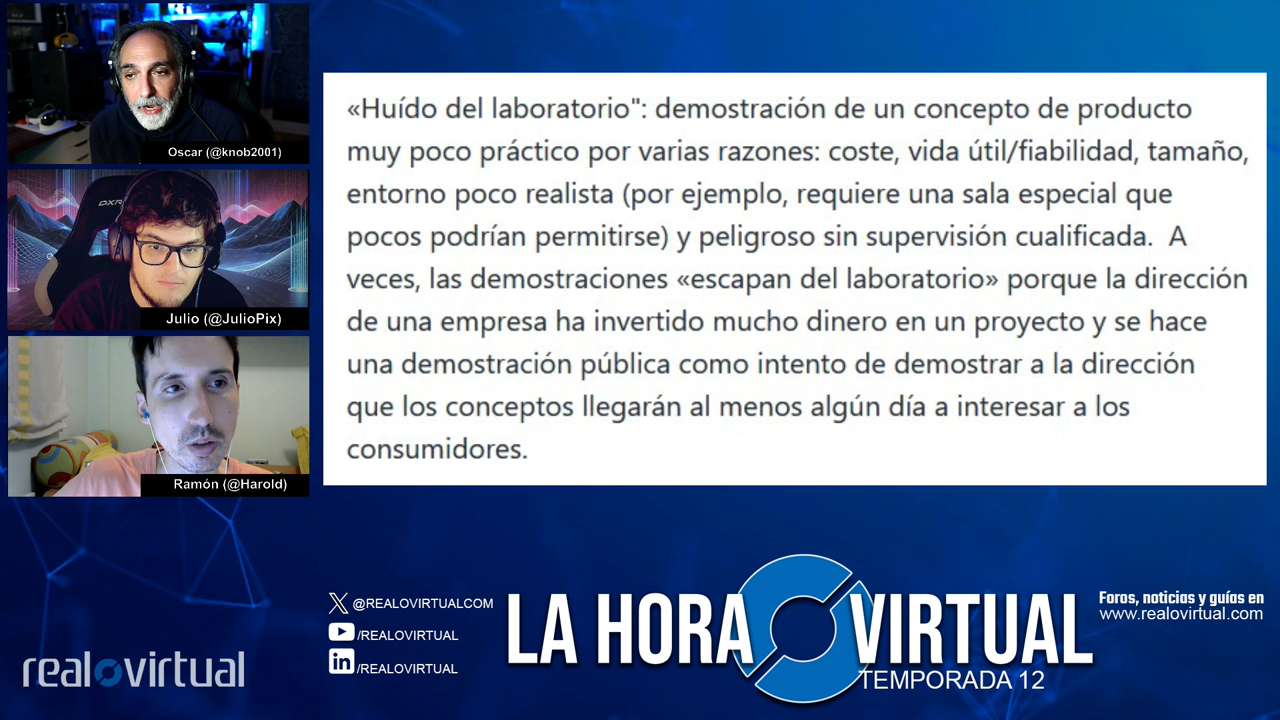 Oscar (@knob2001)
DXR
Julio (@JulioPix)
Ramón (@Harold)
«Huído del laboratorio": demostración de un concepto de producto
muy poco práctico por varias razones: coste, vida útil/fiabilidad, tamaño,
entorno poco realista (por ejemplo, requiere una sala especial que
pocos podrían permitirse) y peligroso sin supervisión cualificada.  A
veces, las demostraciones «escapan del laboratorio» porque la dirección
de una empresa ha invertido mucho dinero en un proyecto y se hace
una demostración pública como intento de demostrar a la dirección
que los conceptos llegarán al menos algún día a interesar a los
consumidores.
@REALOVIRTUALCOM
/REALOVIRTUAL
/REALOVIRTUAL
LA HORA VIRTUAL
TEMPORADA 12
Foros, noticias y guías en
www.realovirtual.com
realovirtual